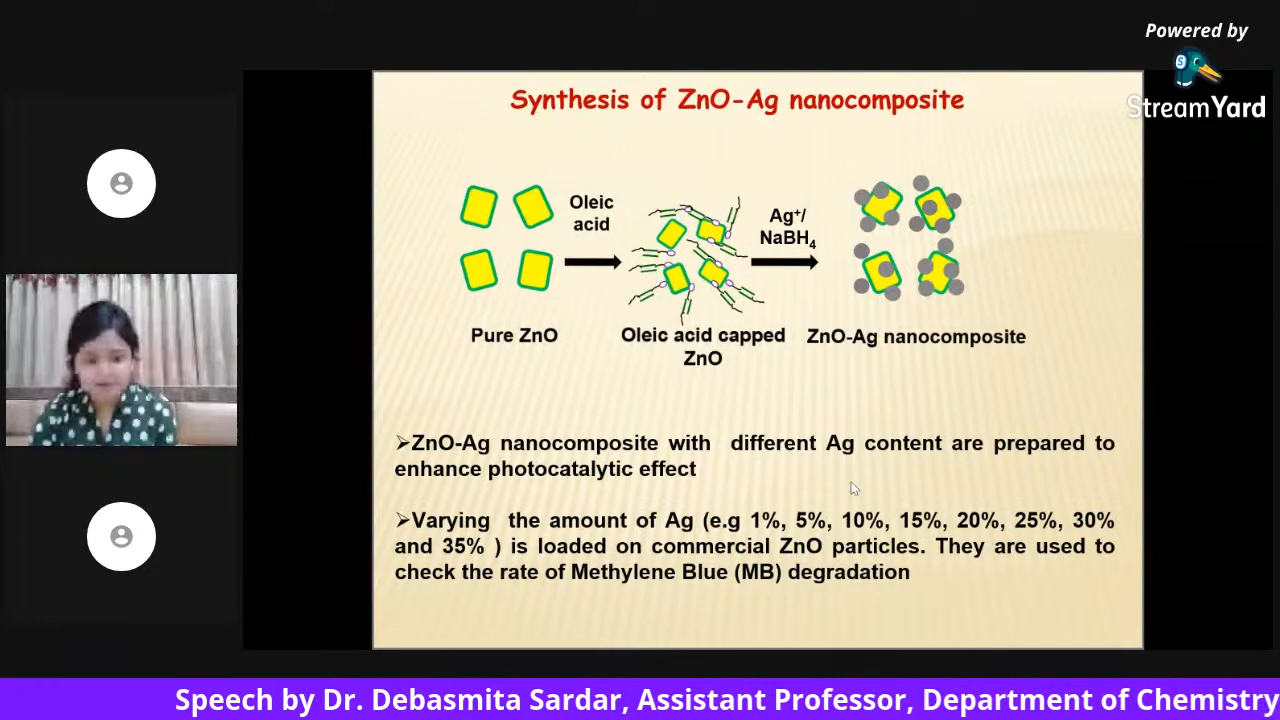 Powered by
StreamYard
Synthesis of ZnO-Ag nanocomposite
Oleic
acid
Ag⁺/
NaBH₄
Pure ZnO
Oleic acid capped
ZnO
ZnO-Ag nanocomposite
➢ZnO-Ag nanocomposite with different Ag content are prepared to
enhance photocatalytic effect
➢Varying the amount of Ag (e.g 1%, 5%, 10%, 15%, 20%, 25%, 30%
and 35% ) is loaded on commercial ZnO particles. They are used to
check the rate of Methylene Blue (MB) degradation
Speech by Dr. Debasmita Sardar, Assistant Professor, Department of Chemistry